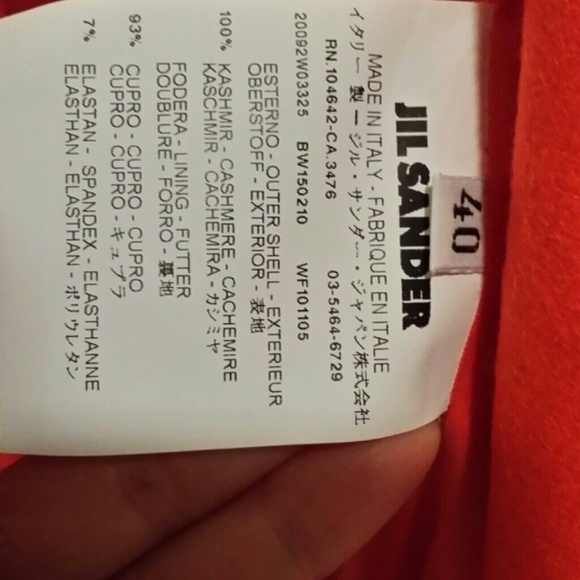 40
JIL SANDER
MADE IN ITALY - FABRIQUE EN ITALIE
イタリー 製 ー ジル・サンダー・ジャパン株式会社
RN.104642-CA.3476 03-5464-6729
20092W03325 BW150210 WF101105
ESTERNO - OUTER SHELL - EXTERIEUR
OBERSTOFF - EXTERIOR - 表地
100% KASHMIR - CASHMERE - CACHEMIRE
KASCHMIR - CACHEMIRA - カシミヤ
FODERA - LINING - FUTTER
DOUBLURE - FORRO - 裏地
93% CUPRO - CUPRO - CUPRO
CUPRO - CUPRO - キュプラ
7% ELASTAN - SPANDEX - ELASTHANNE
ELASTHAN - ELASTHAN - ポリウレタン